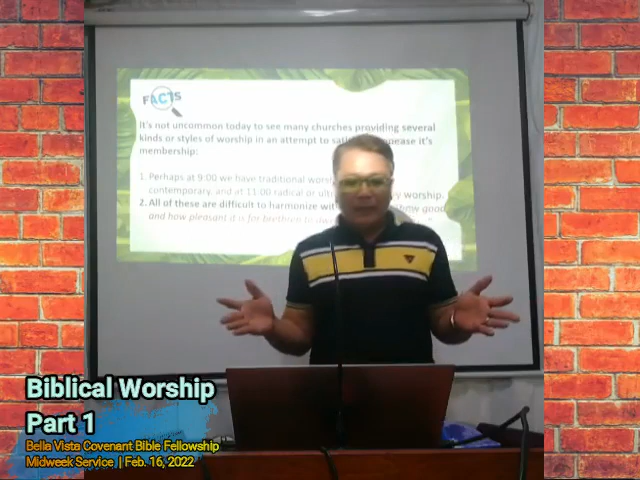 FACTS
It's not uncommon today to see many churches providing several
kinds or styles of worship in an attempt to ease it's
membership:
1. Perhaps at 9:00 we have traditional
contemporary, and at 11:00 radical or worship.
2. All of these are difficult to harmonize good
and how pleasant it is for brethren to
Biblical Worship
Part 1
Bella Vista Covenant Bible Fellowship
Midweek Service | Feb. 16, 2022